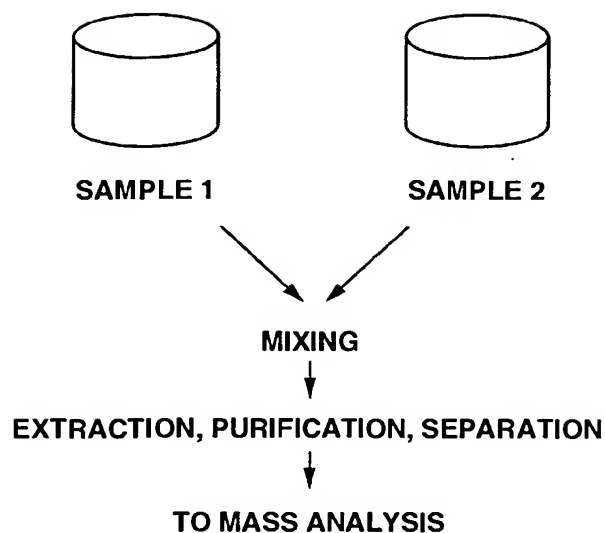 SAMPLE 1
SAMPLE 2
MIXING
EXTRACTION, PURIFICATION, SEPARATION
TO MASS ANALYSIS